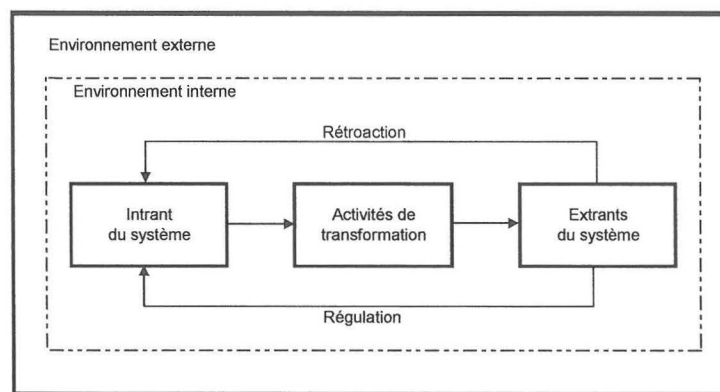 Environnement externe
Environnement interne
Rétroaction
Intrant
du système
Activités de
transformation
Extrants
du système
Régulation